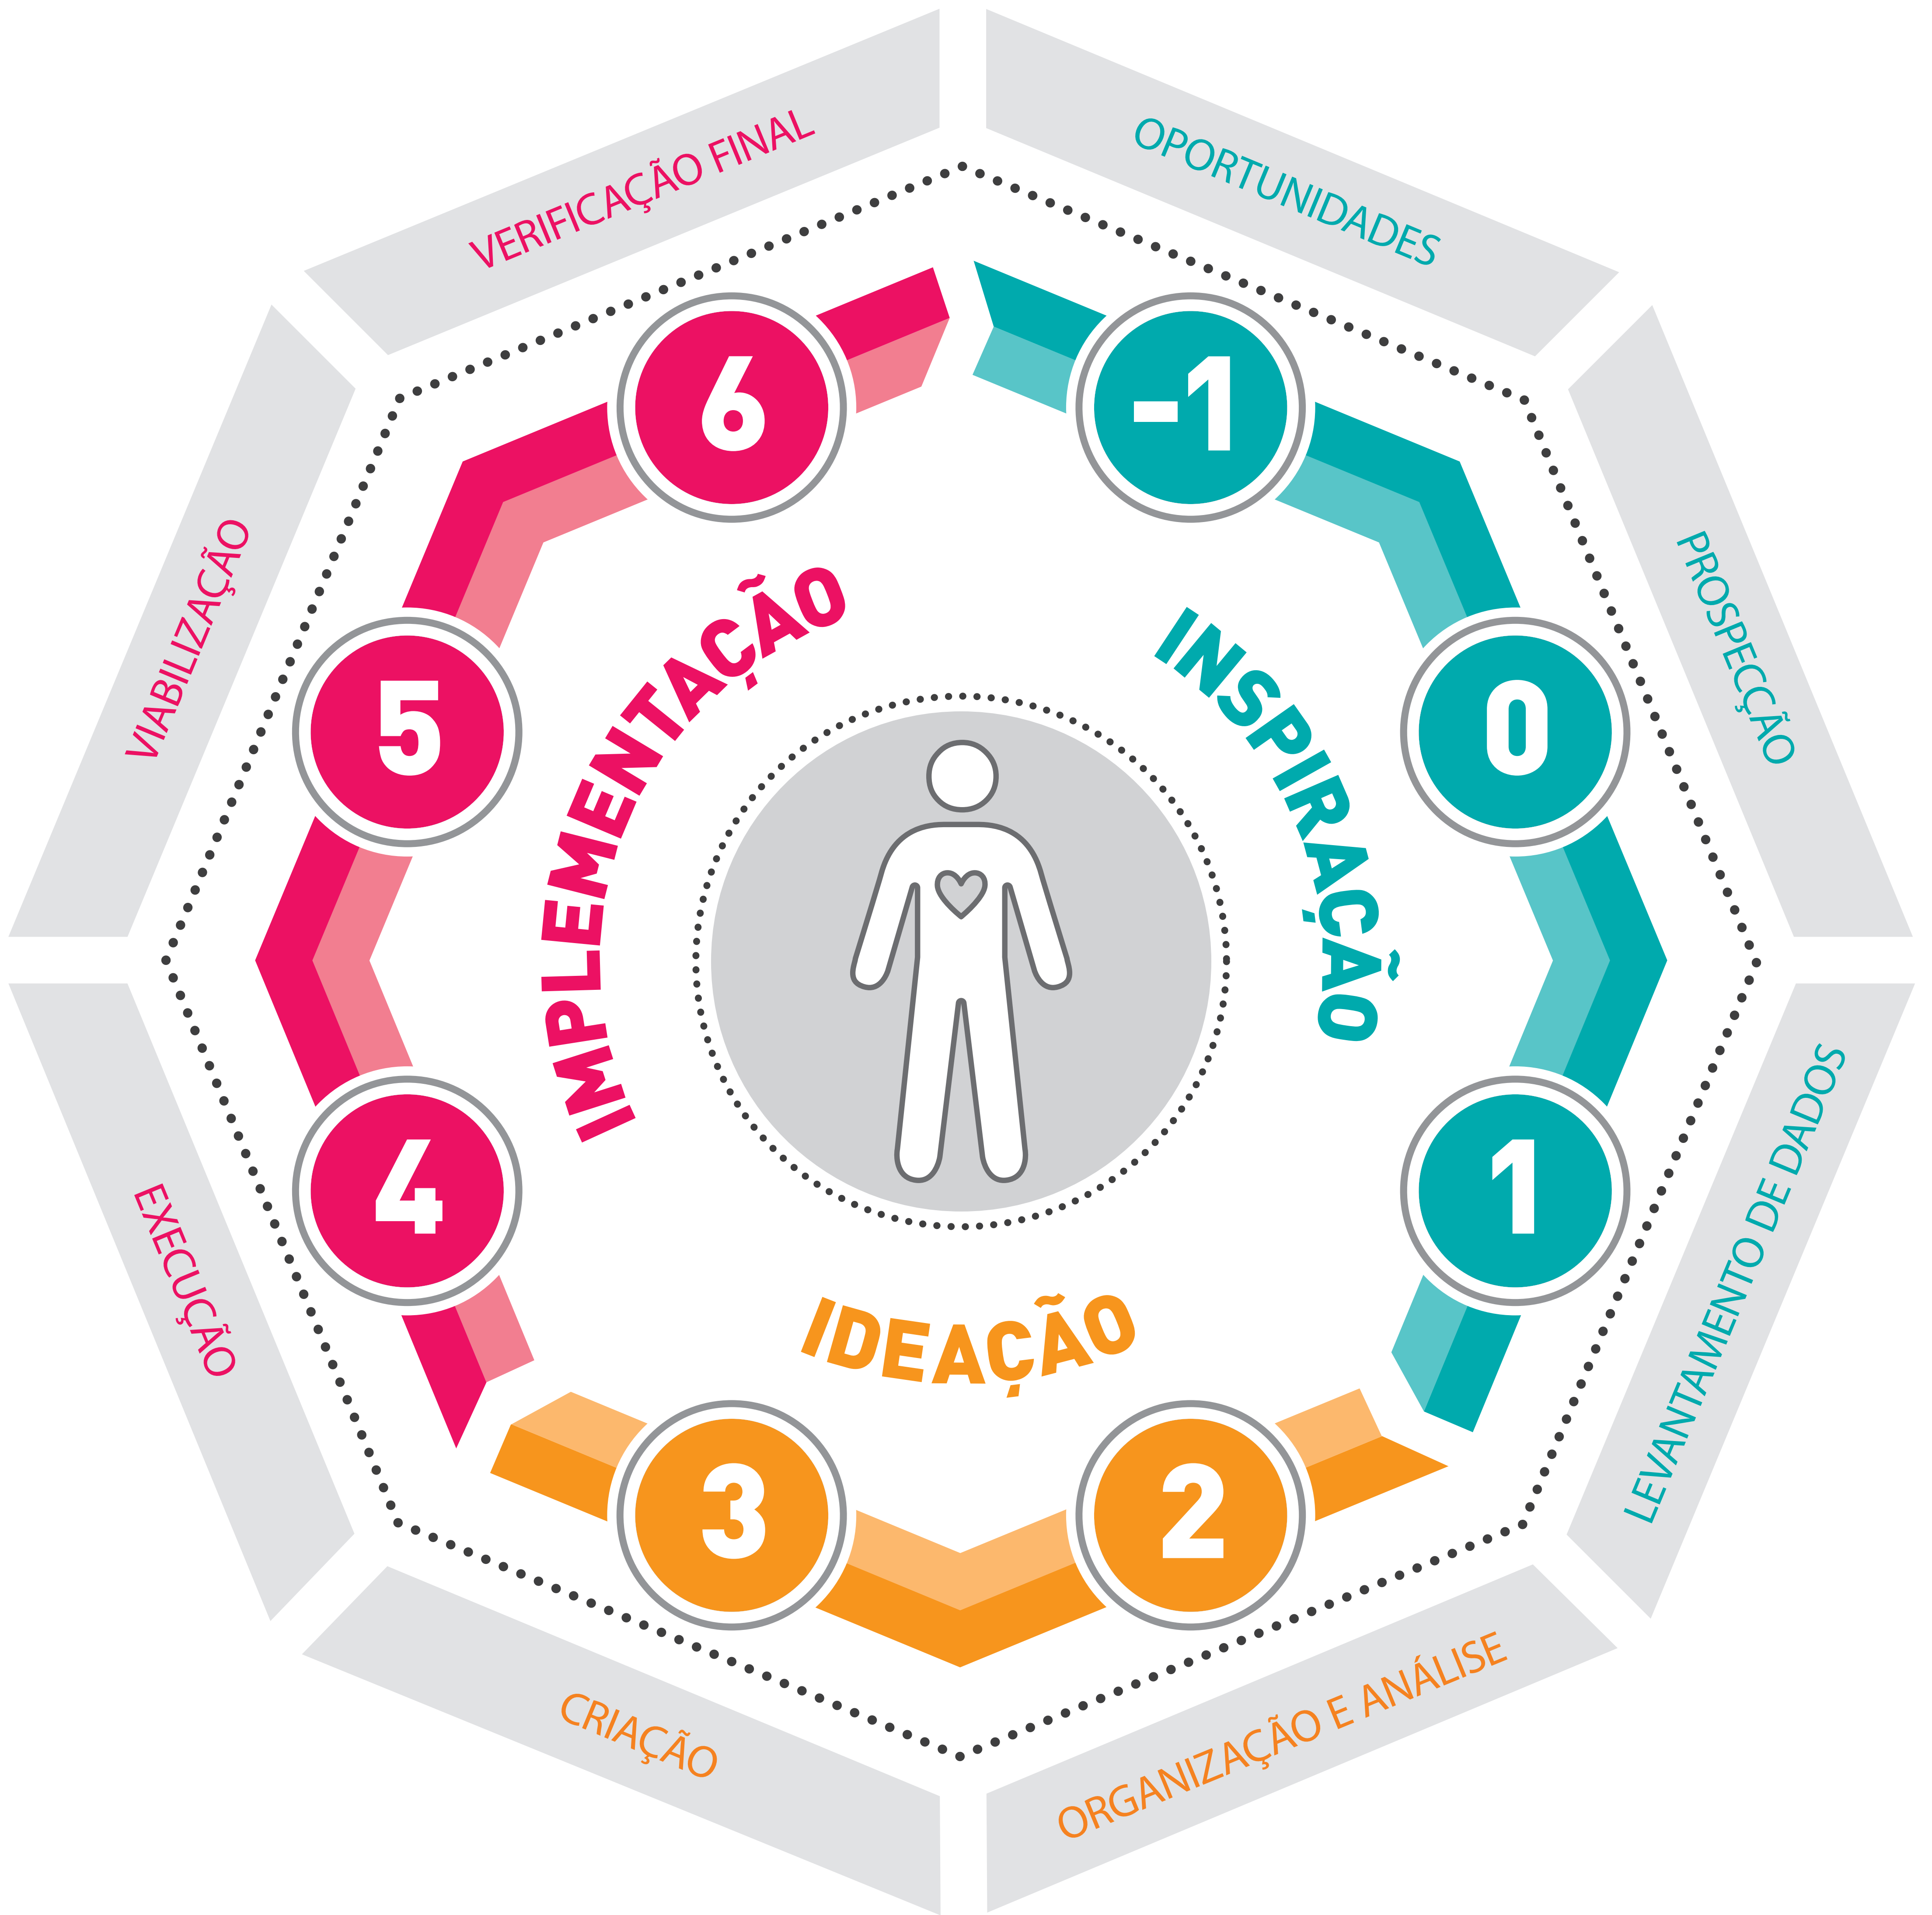 OPORTUNIDADES
PROSPECÇÃO
LEVANTAMENTO DE DADOS
ORGANIZAÇÃO E ANÁLISE
CRIAÇÃO
EXECUÇÃO
VIABILIZAÇÃO
VERIFICAÇÃO FINAL
-1
0
1
2
3
4
5
6
INSPIRAÇÃO
IDEAÇÃO
IMPLEMENTAÇÃO